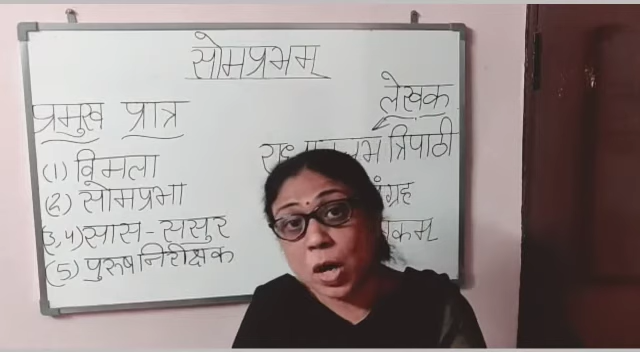 सोमप्रभम्
लेखक
प्रमुख पात्र
त्रिपाठी
(1) विमला
(2) सोमप्रभा
(3,4) सास-ससुर
(5) पुरुषनिरीक्षक